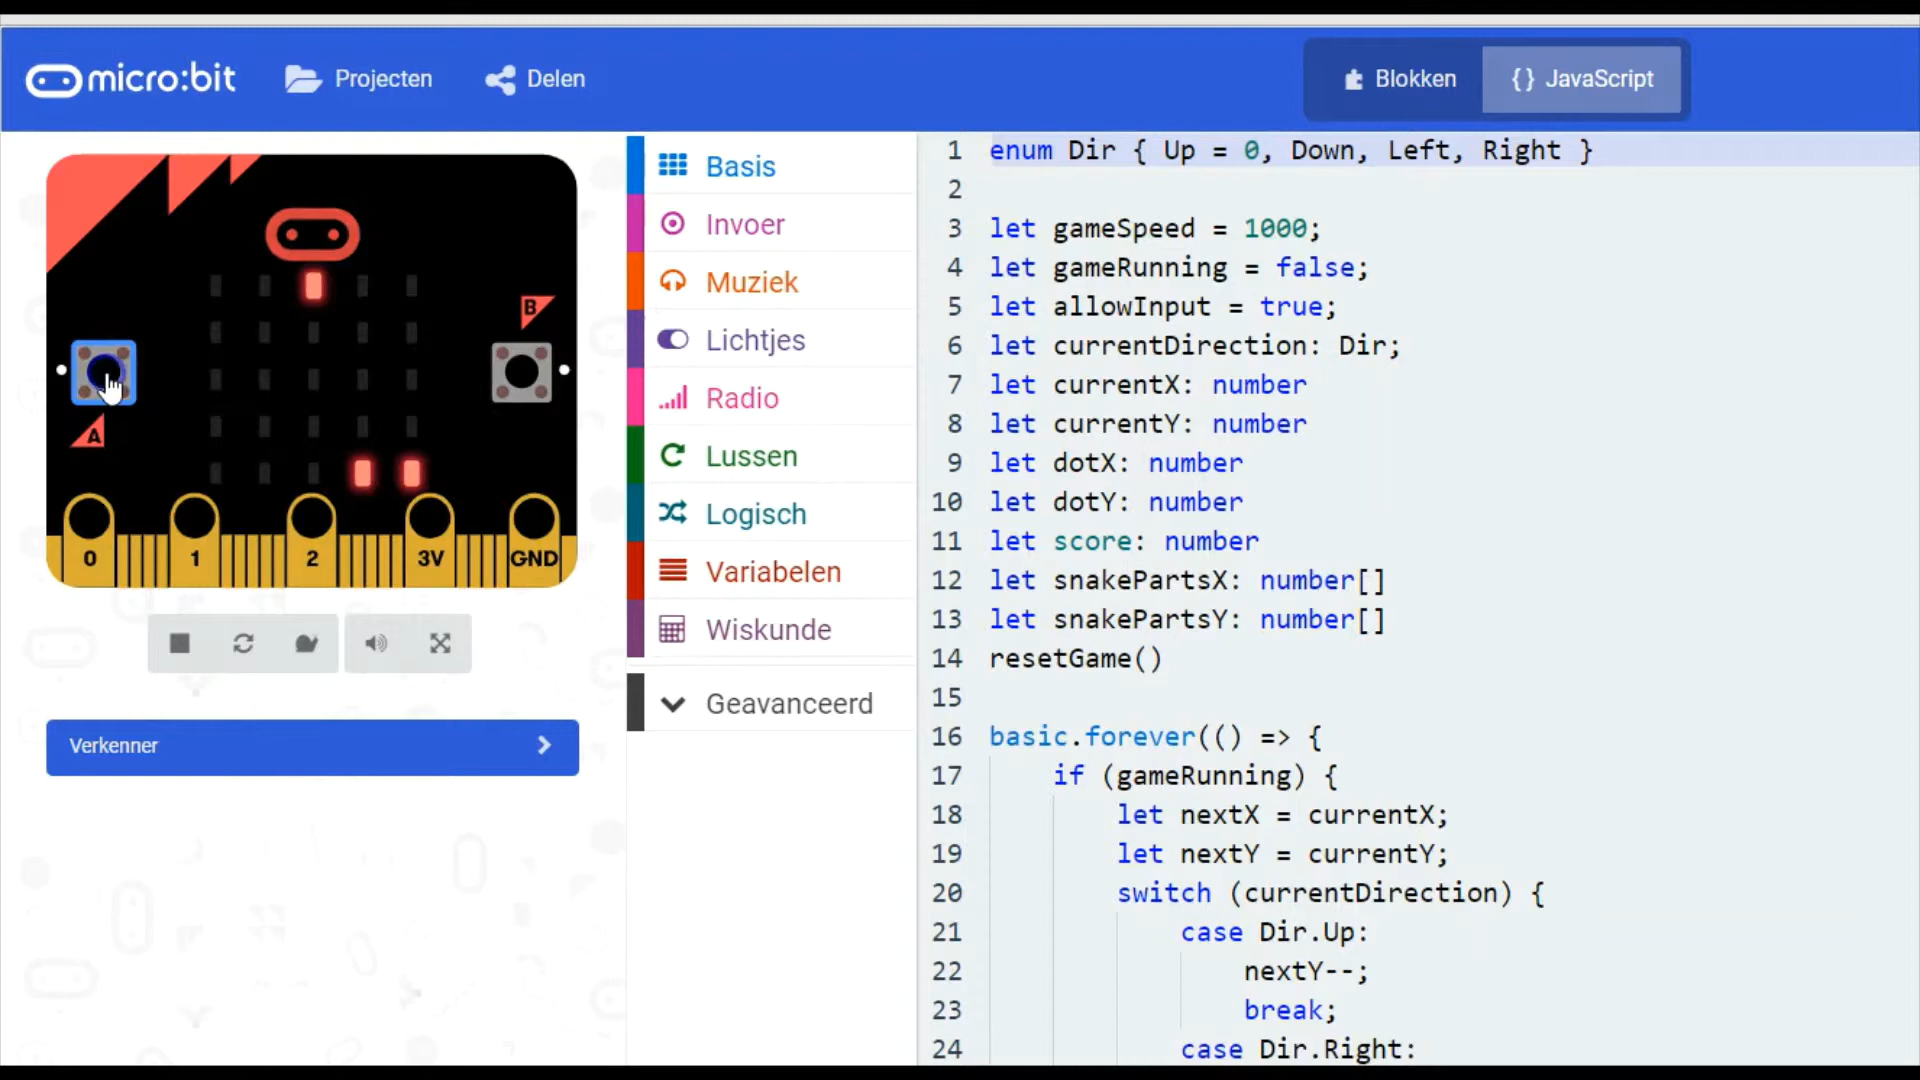 micro:bit Projecten Delen Blokken {} JavaScript
B
A
0 1 2 3V GND
Verkenner
Basis
Invoer
Muziek
Lichtjes
Radio
Lussen
Logisch
Variabelen
Wiskunde
Geavanceerd
1 enum Dir { Up = 0, Down, Left, Right }
2
3 let gameSpeed = 1000;
4 let gameRunning = false;
5 let allowInput = true;
6 let currentDirection: Dir;
7 let currentX: number
8 let currentY: number
9 let dotX: number
10 let dotY: number
11 let score: number
12 let snakePartsX: number[]
13 let snakePartsY: number[]
14 resetGame()
15
16 basic.forever(() => {
17 if (gameRunning) {
18 let nextX = currentX;
19 let nextY = currentY;
20 switch (currentDirection) {
21 case Dir.Up:
22 nextY--;
23 break;
24 case Dir.Right: